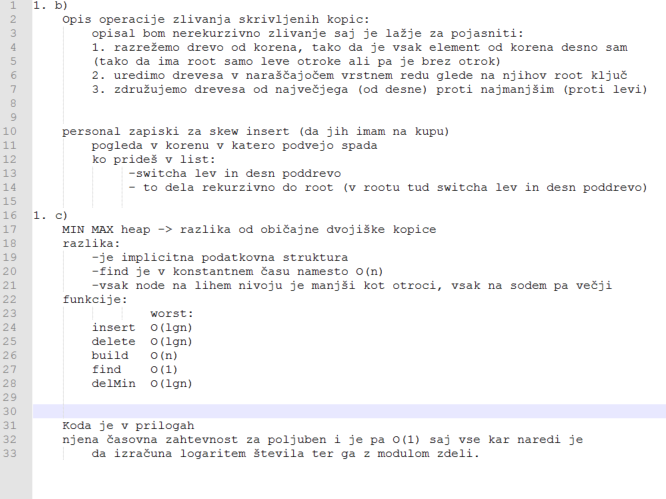 1 1. b)
2 Opis operacije zlivanja skrivljenih kopic:
3 opisal bom nerekurzivno zlivanje saj je lažje za pojasniti:
4 1. razrežemo drevo od korena, tako da je vsak element od korena desno sam
5 (tako da ima root samo leve otroke ali pa je brez otrok)
6 2. uredimo drevesa v naraščajočem vrstnem redu glede na njihov root ključ
7 3. združujemo drevesa od največjega (od desne) proti najmanjšim (proti levi)
8
9
10 personal zapiski za skew insert (da jih imam na kupu)
11 pogleda v korenu v katero podvejo spada
12 ko prideš v list:
13 -switcha lev in desn poddrevo
14 - to dela rekurzivno do root (v rootu tud switcha lev in desn poddrevo)
15
16 1. c)
17 MIN MAX heap -> razlika od običajne dvojiške kopice
18 razlika:
19 -je implicitna podatkovna struktura
20 -find je v konstantnem času namesto O(n)
21 -vsak node na lihem nivoju je manjši kot otroci, vsak na sodem pa večji
22 funkcije:
23 worst:
24 insert O(lgn)
25 delete O(lgn)
26 build O(n)
27 find O(1)
28 delMin O(lgn)
29
30
31 Koda je v prilogah
32 njena časovna zahtevnost za poljuben i je pa O(1) saj vse kar naredi je
33 da izračuna logaritem števila ter ga z modulom zdeli.